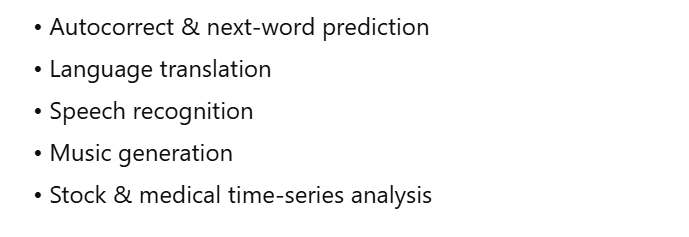 • Autocorrect & next-word prediction
• Language translation
• Speech recognition
• Music generation
• Stock & medical time-series analysis